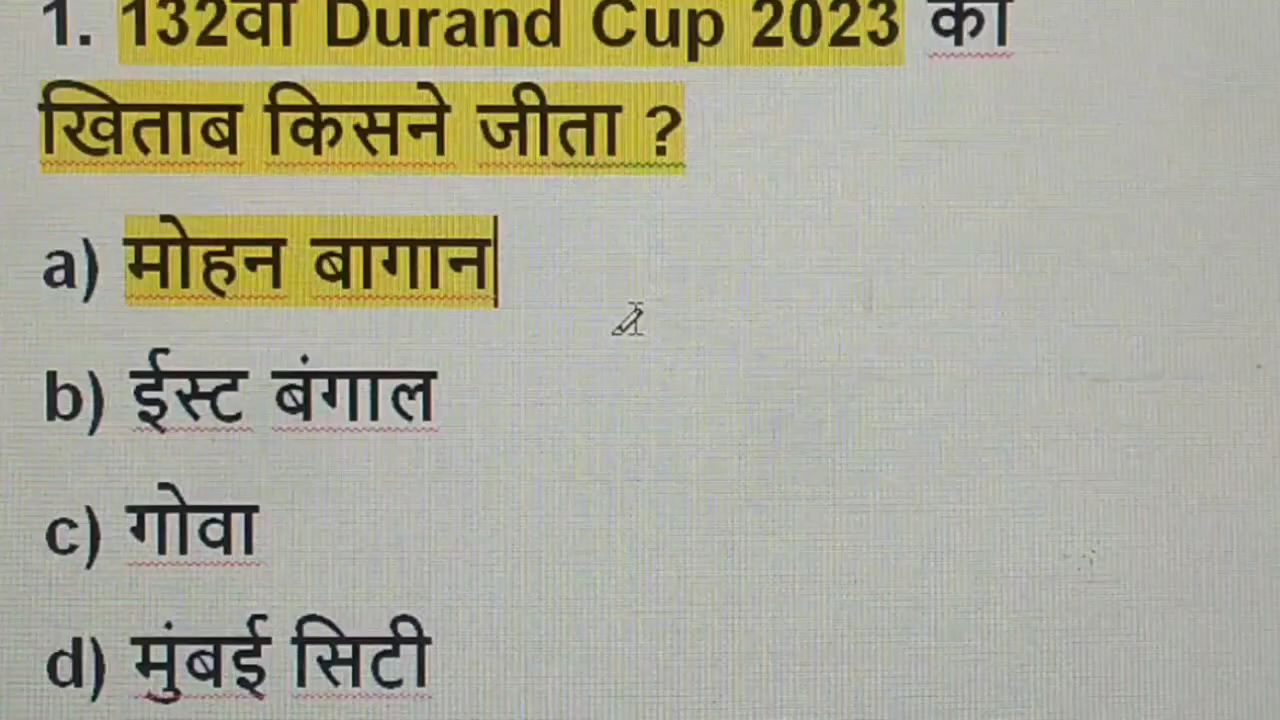 1. 132वा Durand Cup 2023 का
खिताब किसने जीता ?
a) मोहन बागान
b) ईस्ट बंगाल
c) गोवा
d) मुंबई सिटी